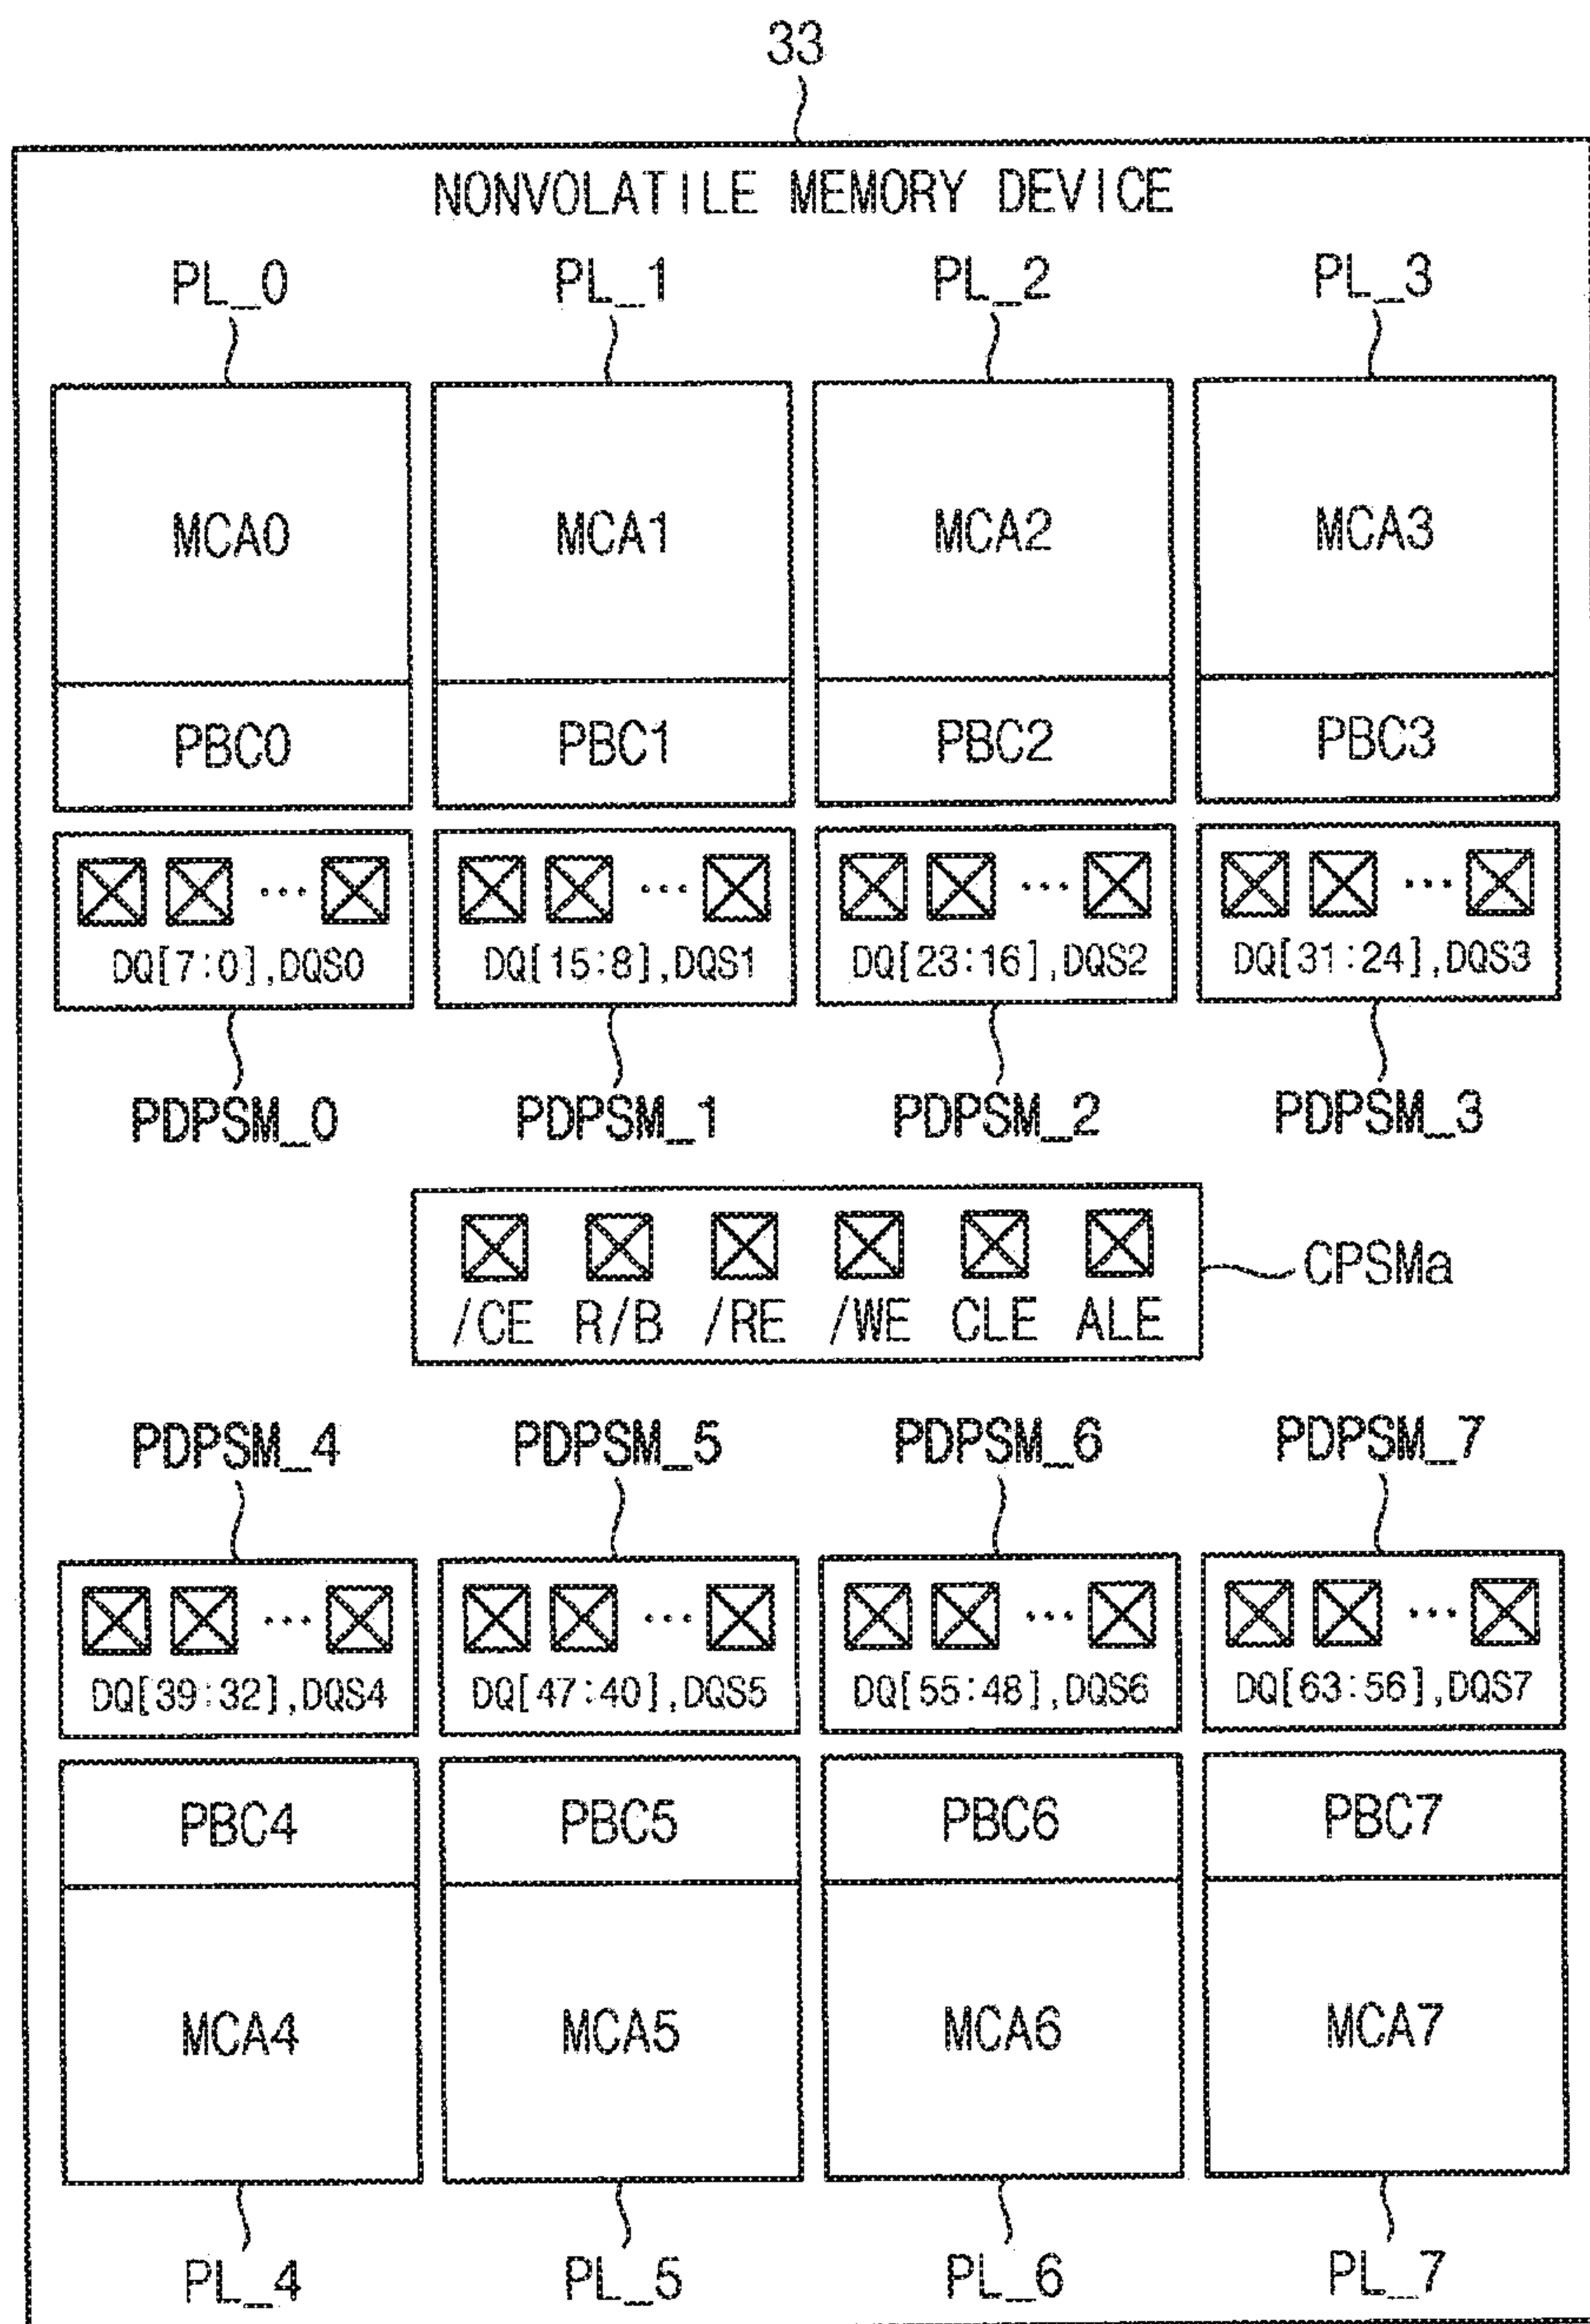 33
NONVOLATILE MEMORY DEVICE
PL_0 PL_1 PL_2 PL_3
MCA0 MCA1 MCA2 MCA3
PBC0 PBC1 PBC2 PBC3
... ... ... ...
DQ[7:0],DQS0 DQ[15:8],DQS1 DQ[23:16],DQS2 DQ[31:24],DQS3
PDPSM_0 PDPSM_1 PDPSM_2 PDPSM_3
CPSMa
/CE R/B /RE /WE CLE ALE
PDPSM_4 PDPSM_5 PDPSM_6 PDPSM_7
... ... ... ...
DQ[39:32],DQS4 DQ[47:40],DQS5 DQ[55:48],DQS6 DQ[63:56],DQS7
PBC4 PBC5 PBC6 PBC7
MCA4 MCA5 MCA6 MCA7
PL_4 PL_5 PL_6 PL_7